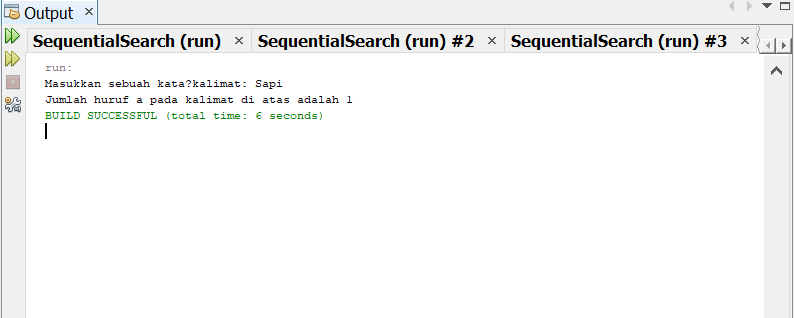 Output
SequentialSearch (run) SequentialSearch (run) #2 SequentialSearch (run) #3
run:
Masukkan sebuah kata?kalimat: Sapi
Jumlah huruf a pada kalimat di atas adalah 1
BUILD SUCCESSFUL (total time: 6 seconds)